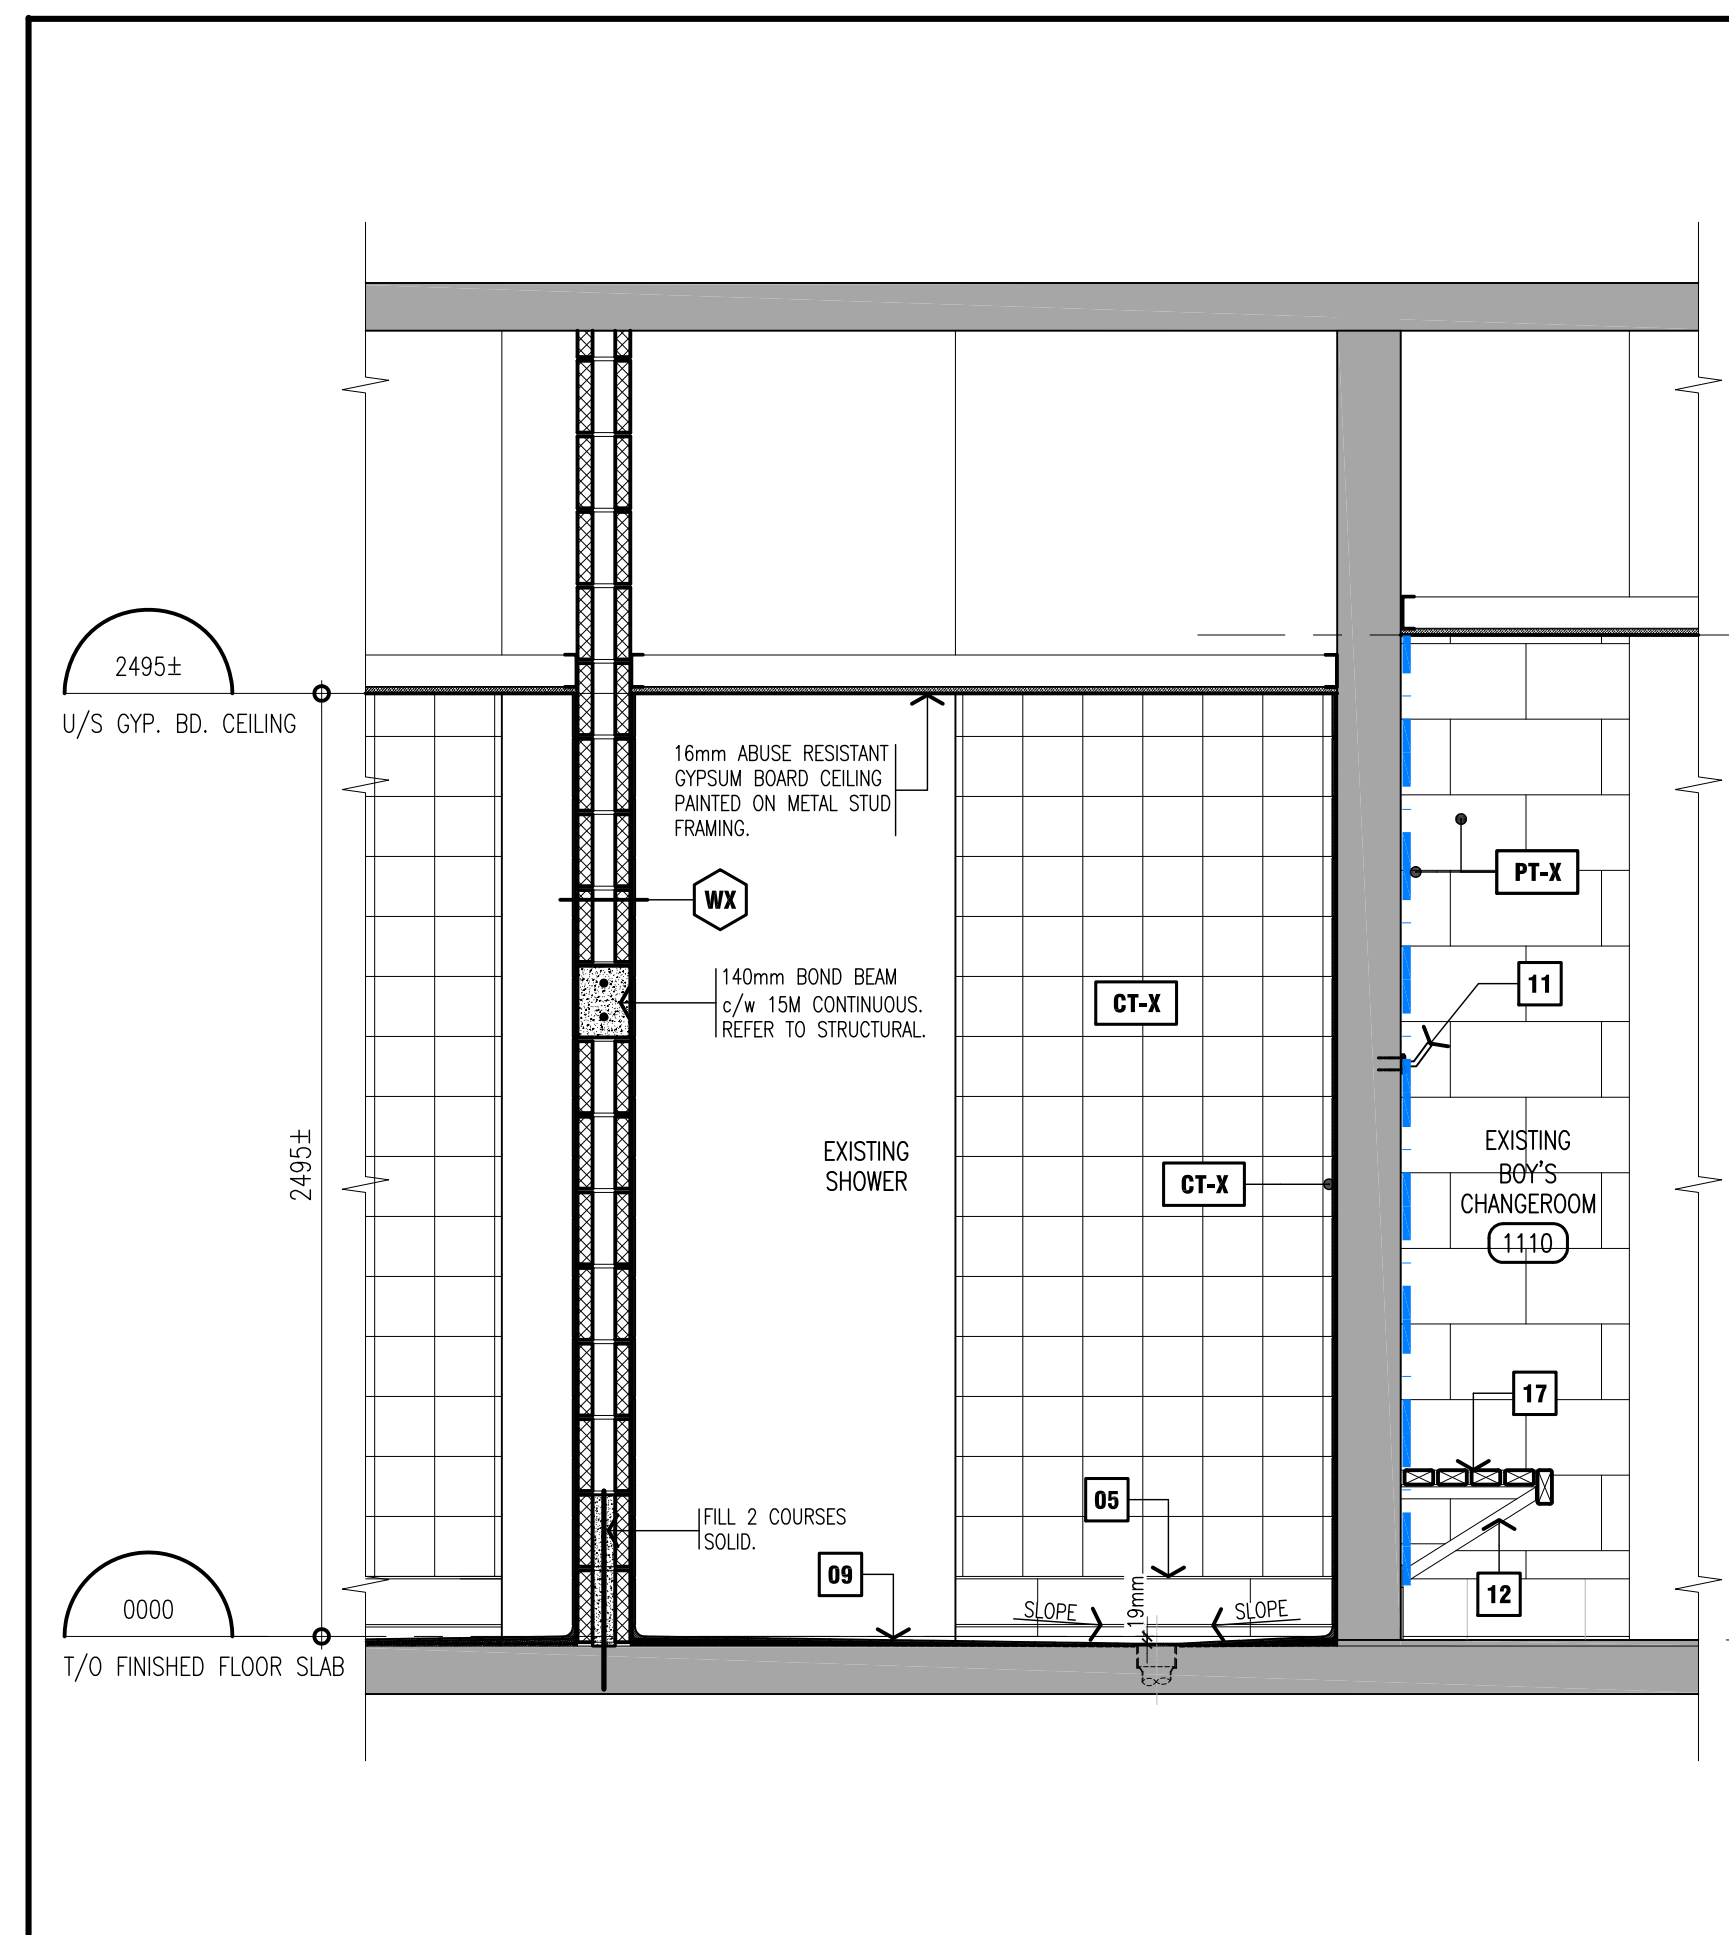 2495±
U/S GYP. BD. CEILING
2495±
16mm ABUSE RESISTANT
GYPSUM BOARD CEILING
PAINTED ON METAL STUD
FRAMING.
WX
140mm BOND BEAM
c/w 15M CONTINUOUS.
REFER TO STRUCTURAL.
CT-X
PT-X
11
EXISTING
SHOWER
CT-X
EXISTING
BOY'S
CHANGEROOM
1110
17
FILL 2 COURSES
SOLID.
05
09
12
SLOPE
19mm
SLOPE
0000
T/O FINISHED FLOOR SLAB